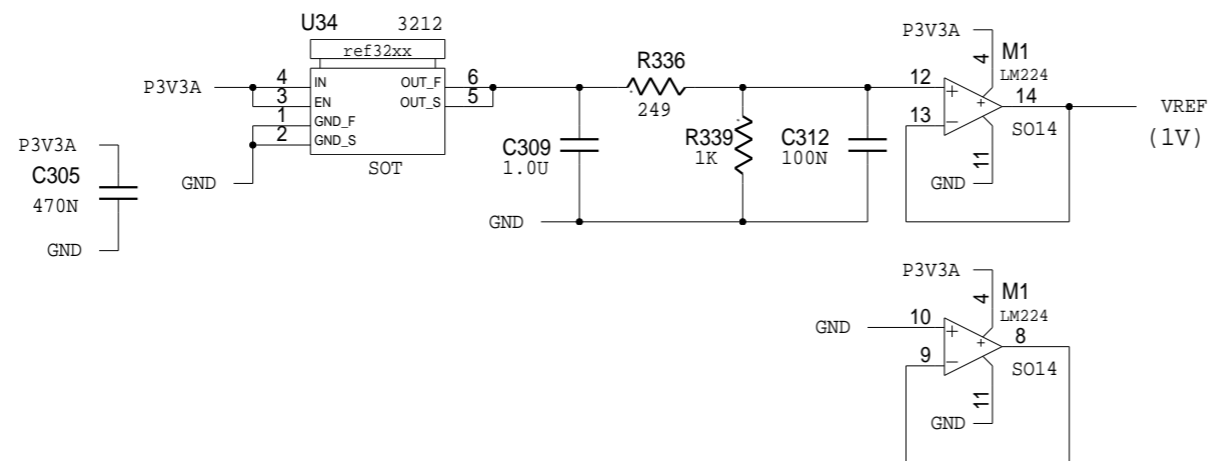 U34 3212
ref32xx
P3V3A 4 IN OUT_F 6
3 EN OUT_S 5
1 GND_F
2 GND_S
GND SOT
P3V3A
C305
470N
GND
C309
1.0U
R336
249
R339
1K
C312
100N
GND
P3V3A
4
M1
LM224
12 + +
13 − 14
SO14
11
GND
VREF
(1V)
P3V3A
4
M1
LM224
GND 10 + +
9 − 8
SO14
11
GND